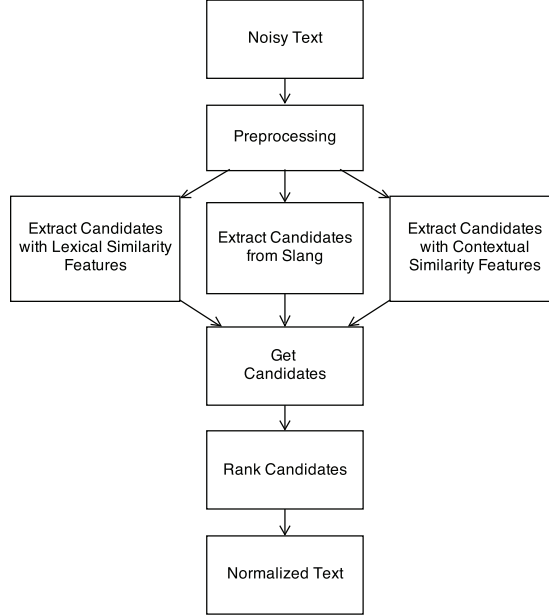 Noisy Text
Preprocessing
Extract Candidates
with Lexical Similarity
Features
Extract Candidates
from Slang
Extract Candidates
with Contextual
Similarity Features
Get
Candidates
Rank Candidates
Normalized Text